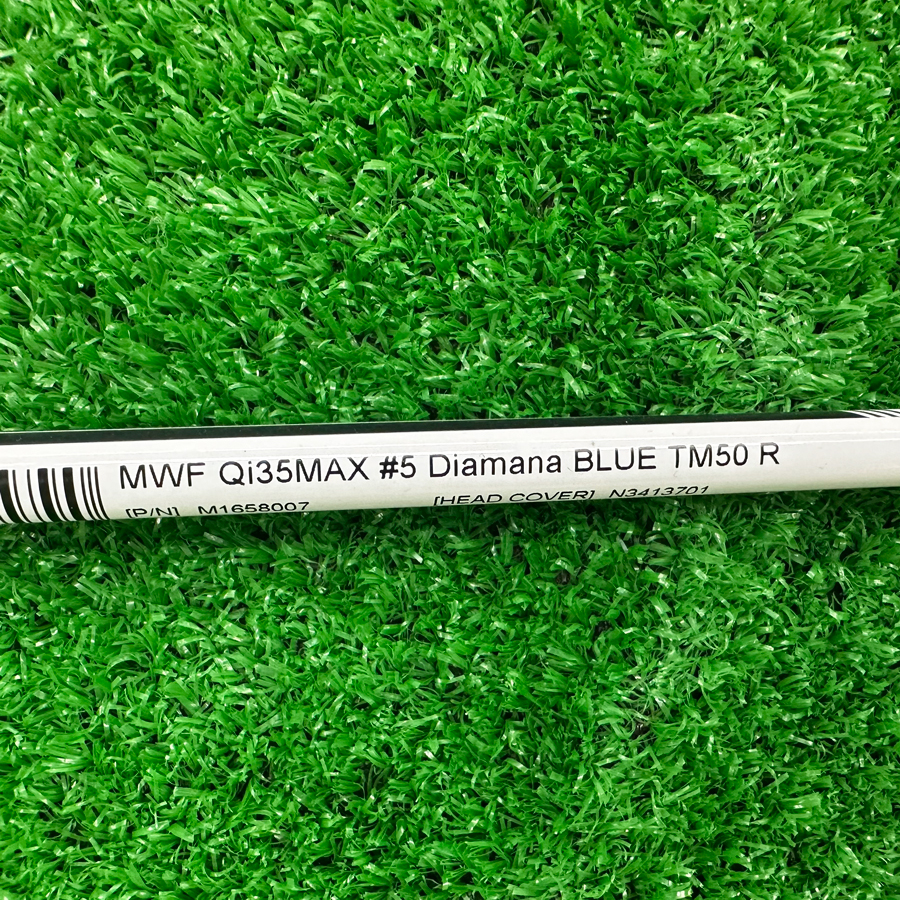 MWF Qi35MAX #5 Diamana BLUE TM50 R
[P/N] M1658007 [HEAD COVER] N3413701